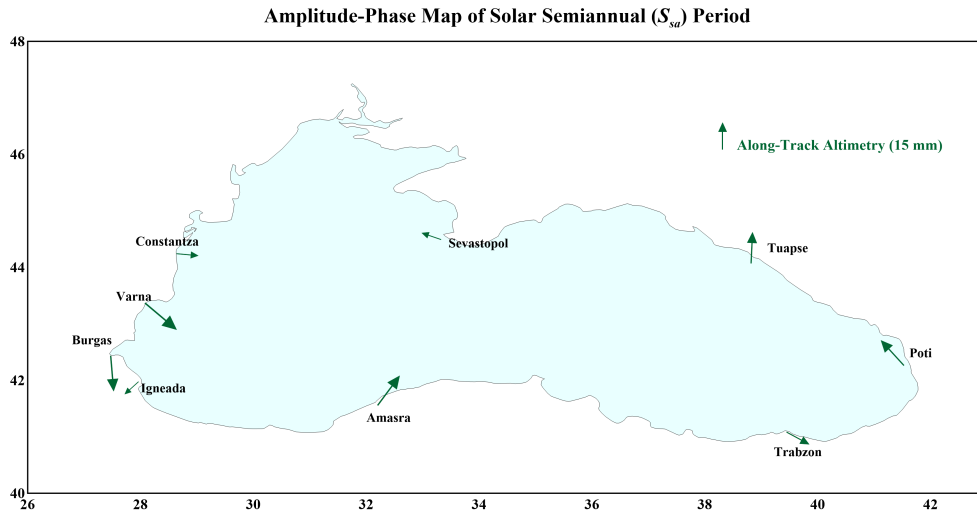 Amplitude-Phase Map of Solar Semiannual (Ssa) Period
48
46
44
42
40
26 28 30 32 34 36 38 40 42
Along-Track Altimetry (15 mm)
Constantza
Sevastopol
Tuapse
Varna
Burgas
Poti
Igneada
Amasra
Trabzon